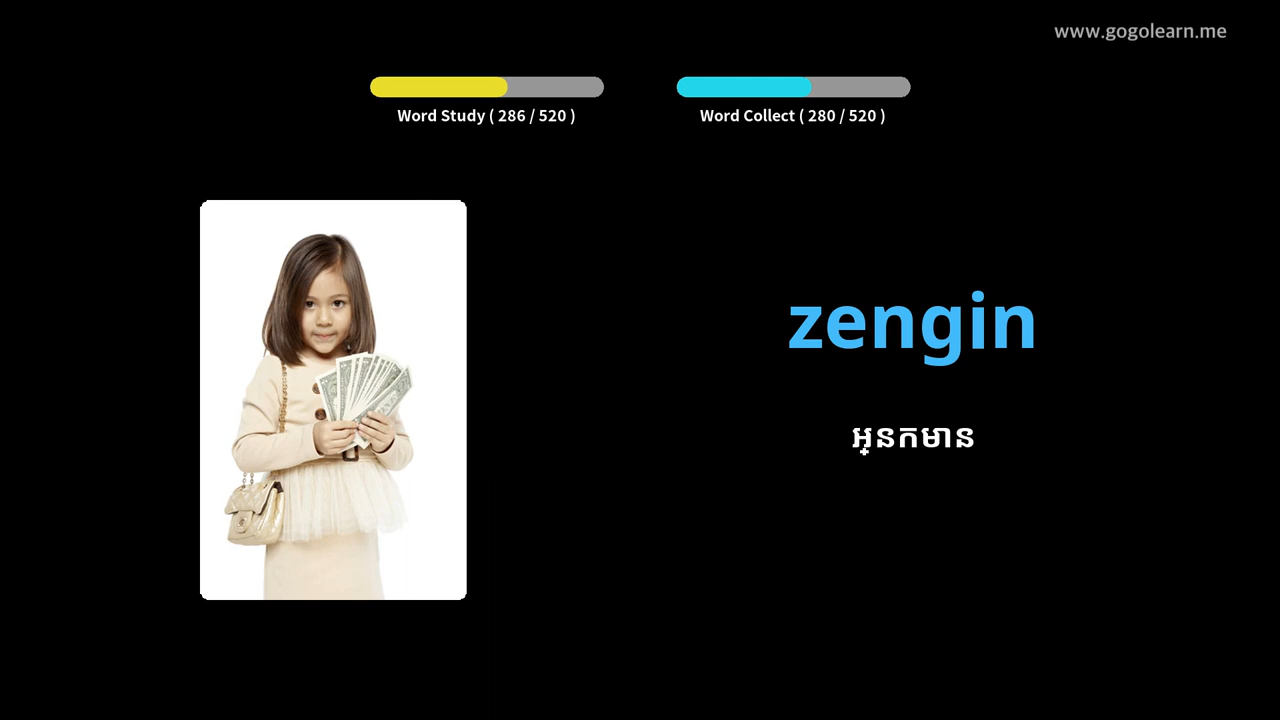 www.gogolearn.me
Word Study ( 286 / 520 )
Word Collect ( 280 / 520 )
zengin
អ្នកមាន